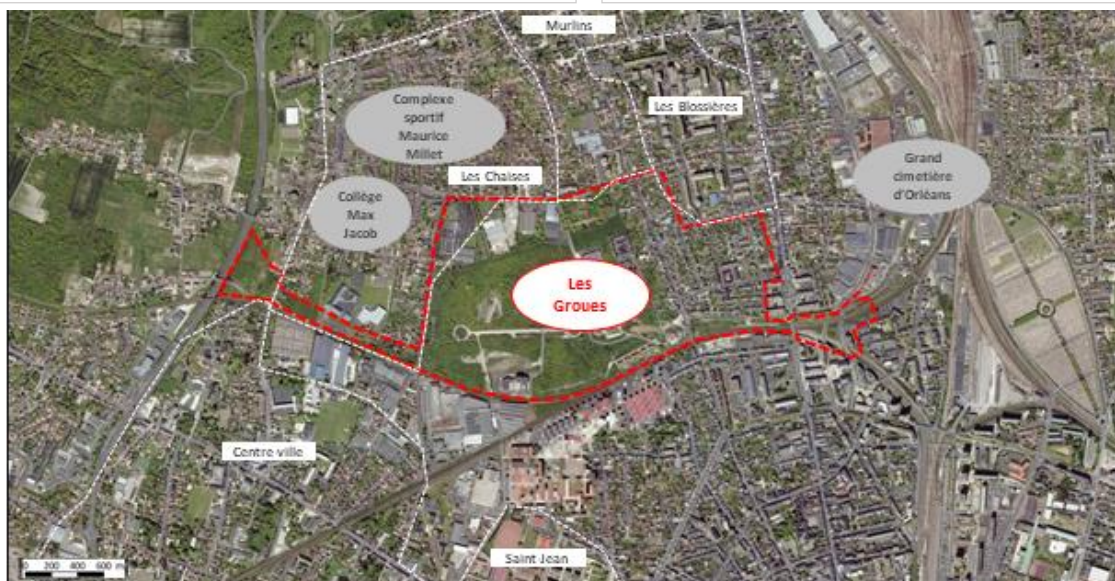 Murlins
Complexe
sportif
Maurice
Millet
Les Blossières
Les Chaises
Grand
cimetière
d'Orléans
Collège
Max
Jacob
Les
Groues
Centre ville
Saint-Jean
0 200 400 600 m